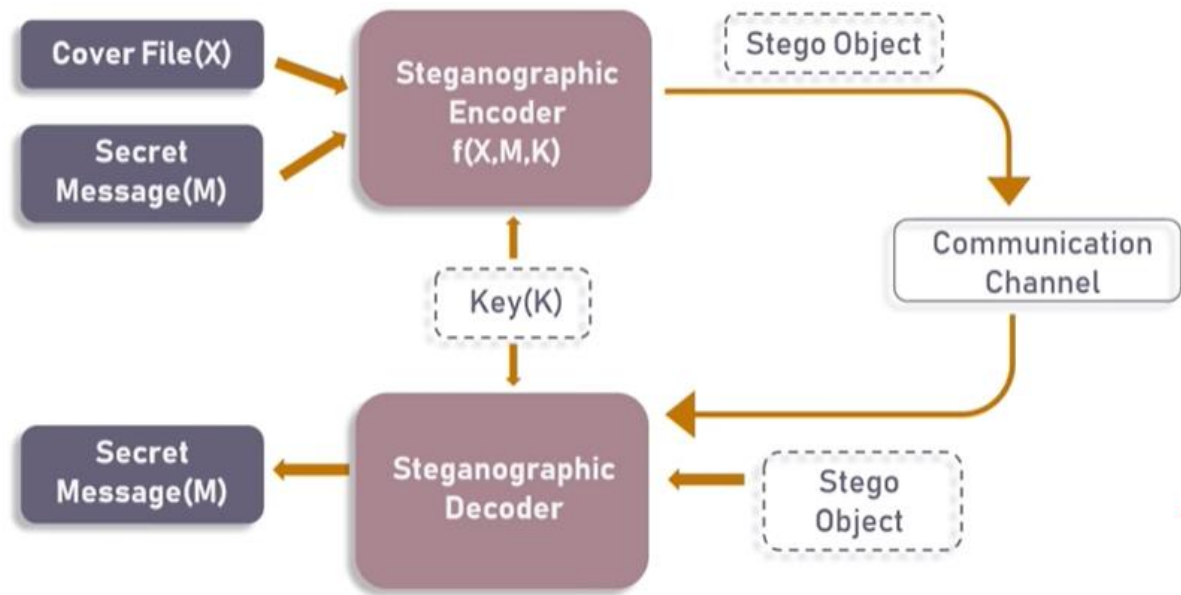 Cover File(X)
Secret
Message(M)
Steganographic
Encoder
f(X,M,K)
Stego Object
Communication
Channel
Key(K)
Secret
Message(M)
Steganographic
Decoder
Stego
Object